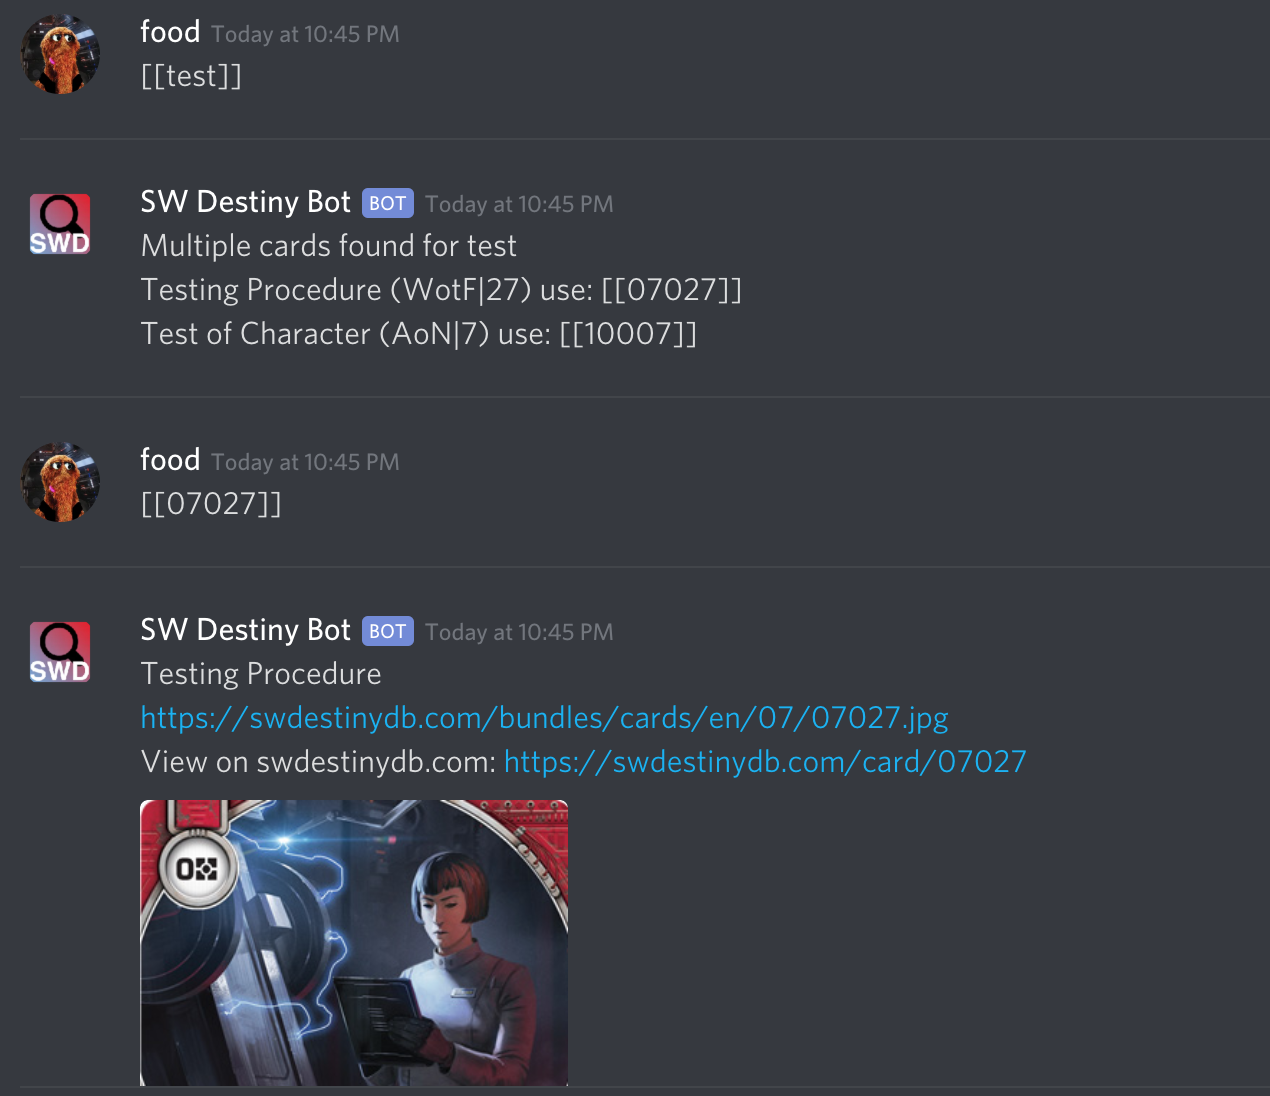 food Today at 10:45 PM
[[test]]
SWD
SW Destiny Bot BOT Today at 10:45 PM
Multiple cards found for test
Testing Procedure (WotF|27) use: [[07027]]
Test of Character (AoN|7) use: [[10007]]
food Today at 10:45 PM
[[07027]]
SWD
SW Destiny Bot BOT Today at 10:45 PM
Testing Procedure
https://swdestinydb.com/bundles/cards/en/07/07027.jpg
View on swdestinydb.com: https://swdestinydb.com/card/07027
0